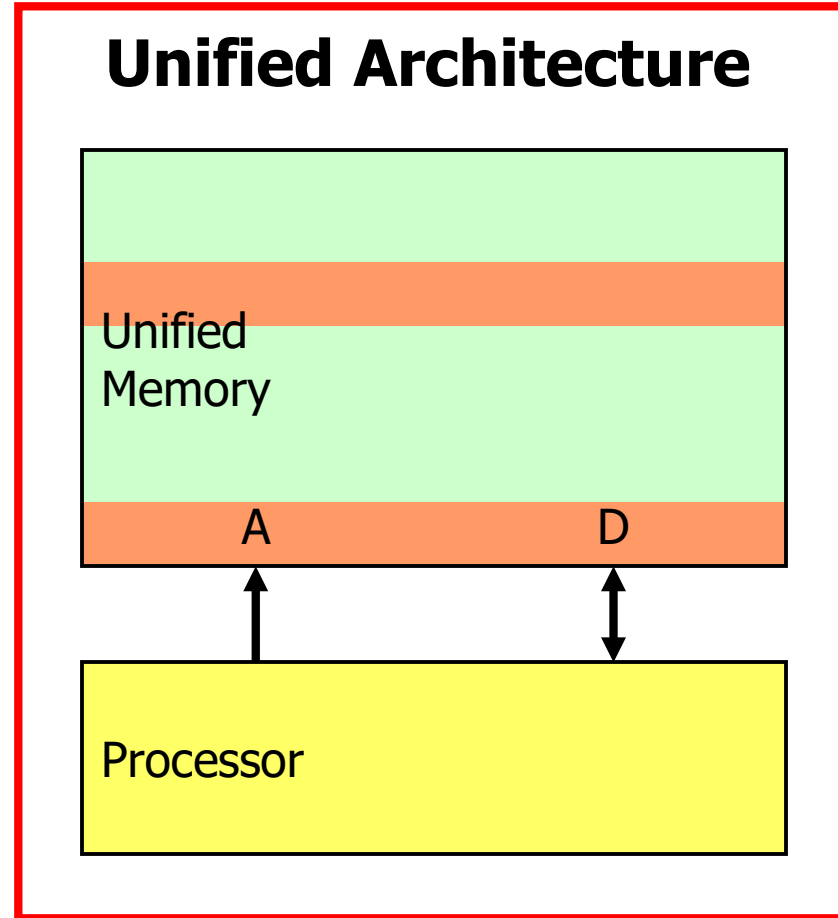 Unified Architecture
Unified
Memory
A D
Processor